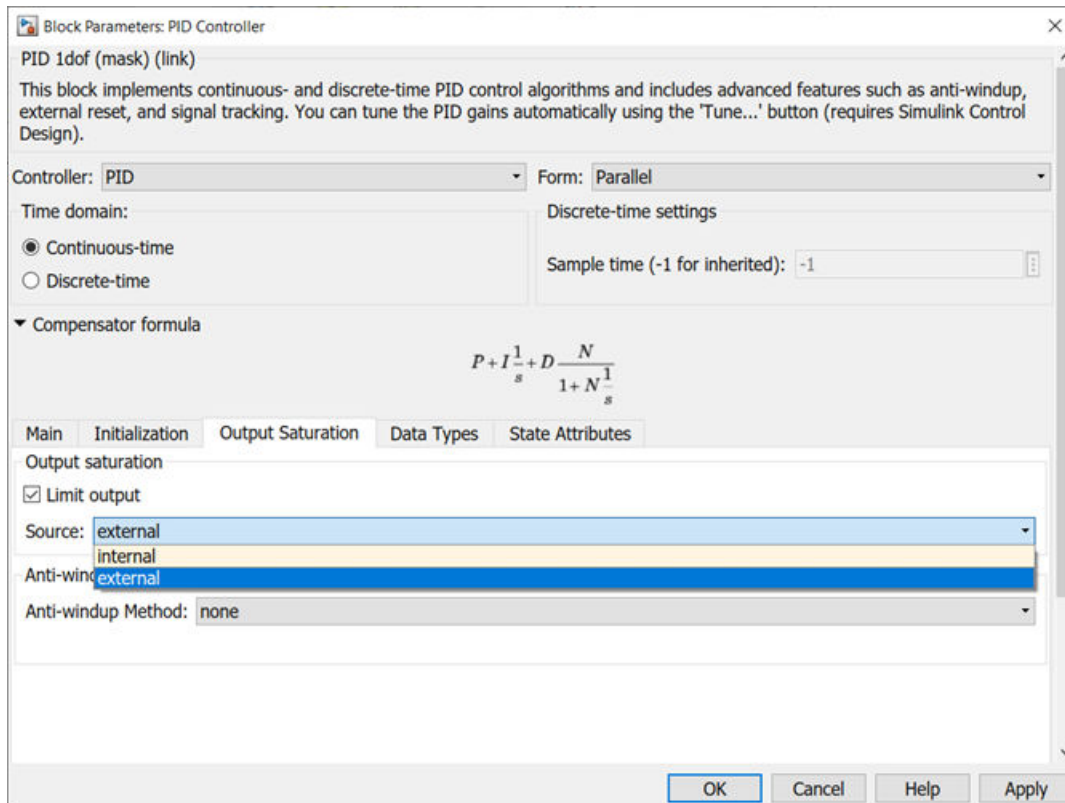 Block Parameters: PID Controller
PID 1dof (mask) (link)
This block implements continuous- and discrete-time PID control algorithms and includes advanced features such as anti-windup,
external reset, and signal tracking. You can tune the PID gains automatically using the 'Tune...' button (requires Simulink Control
Design).
Controller: PID Form: Parallel
Time domain: Discrete-time settings
Continuous-time
Sample time (-1 for inherited): -1
Discrete-time
Compensator formula
P + I 1/s + D N/(1 + N 1/s)
Main Initialization Output Saturation Data Types State Attributes
Output saturation
Limit output
Source: external
internal
Anti-wind external
Anti-windup Method: none
OK Cancel Help Apply